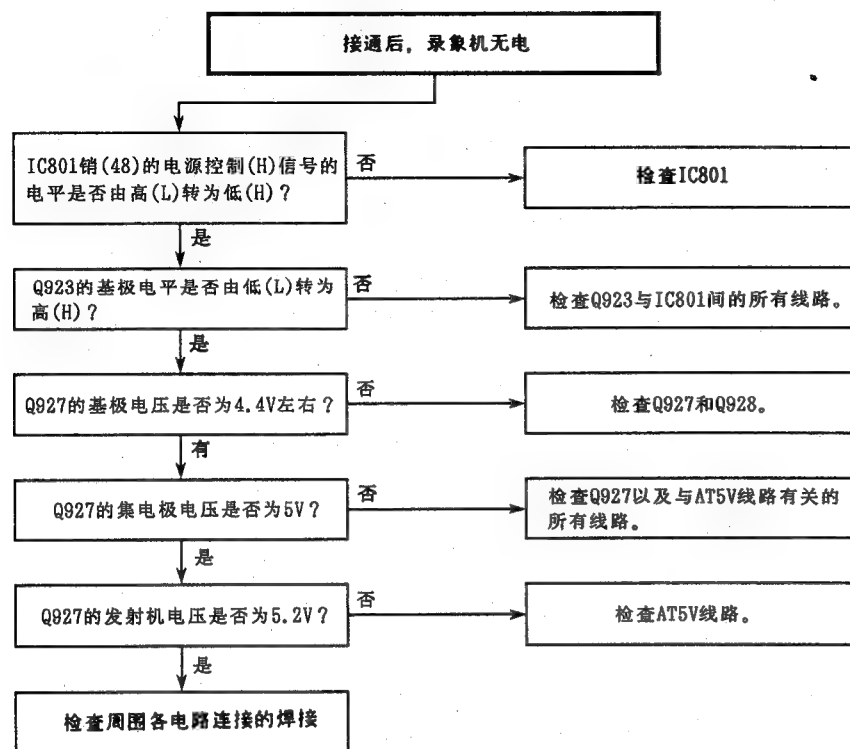 接通后，录象机无电
IC801销(48)的电源控制(H)信号的
电平是否由高(L)转为低(H)？
否
检查IC801
是
Q923的基极电平是否由低(L)转为
高(H)？
否
检查Q923与IC801间的所有线路。
是
Q927的基极电压是否为4.4V左右？
否
检查Q927和Q928。
有
Q927的集电极电压是否为5V？
否
检查Q927以及与AT5V线路有关的
所有线路。
是
Q927的发射机电压是否为5.2V？
否
检查AT5V线路。
是
检查周围各电路连接的焊接